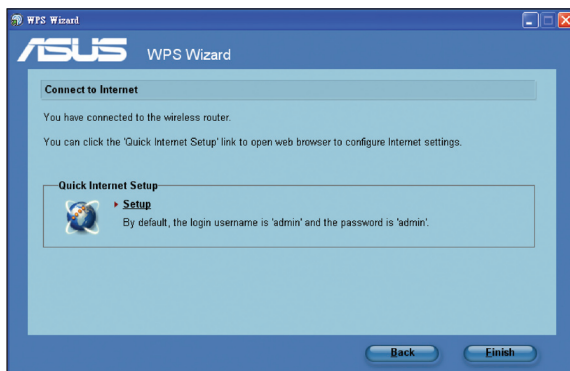 WPS Wizard
ASUS WPS Wizard
Connect to Internet
You have connected to the wireless router.
You can click the 'Quick Internet Setup' link to open web browser to configure Internet settings.
Quick Internet Setup
Setup
By default, the login username is 'admin' and the password is 'admin'.
Back Finish